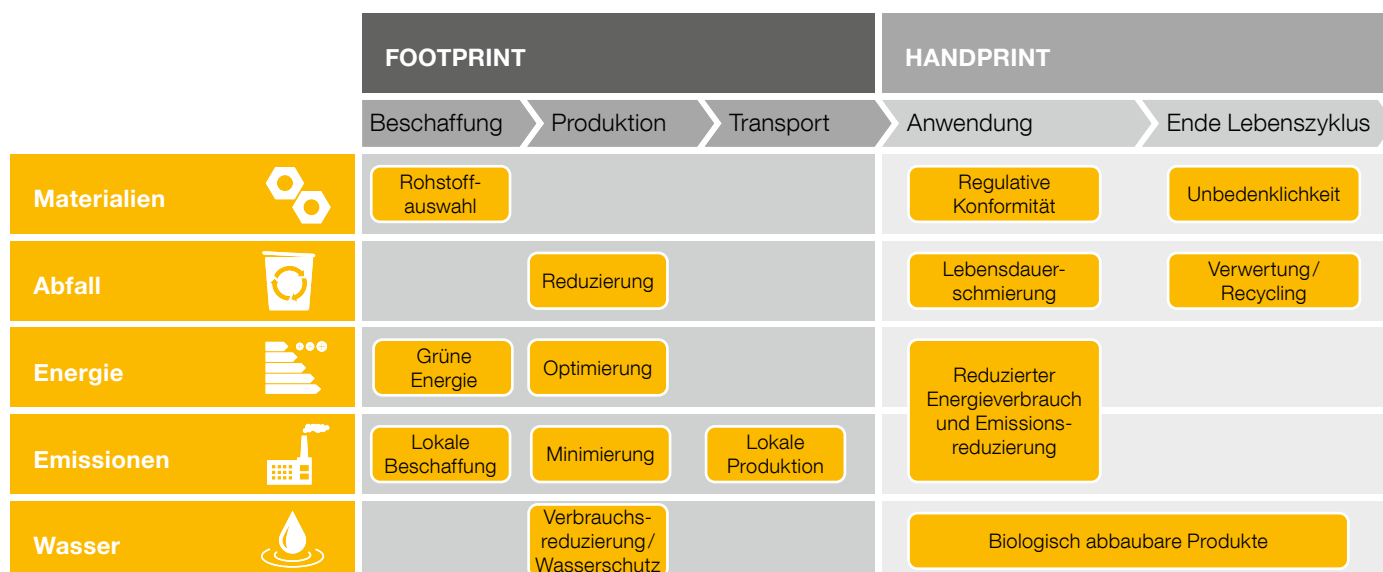 FOOTPRINT
HANDPRINT
Beschaffung
Produktion
Transport
Anwendung
Ende Lebenszyklus
Materialien
Rohstoff-
auswahl
Regulative
Konformität
Unbedenklichkeit
Abfall
Reduzierung
Lebensdauer-
schmierung
Verwertung/
Recycling
Energie
Grüne
Energie
Optimierung
Reduzierter
Energieverbrauch
und Emissions-
reduzierung
Emissionen
Lokale
Beschaffung
Minimierung
Lokale
Produktion
Wasser
Verbrauchs-
reduzierung/
Wasserschutz
Biologisch abbaubare Produkte